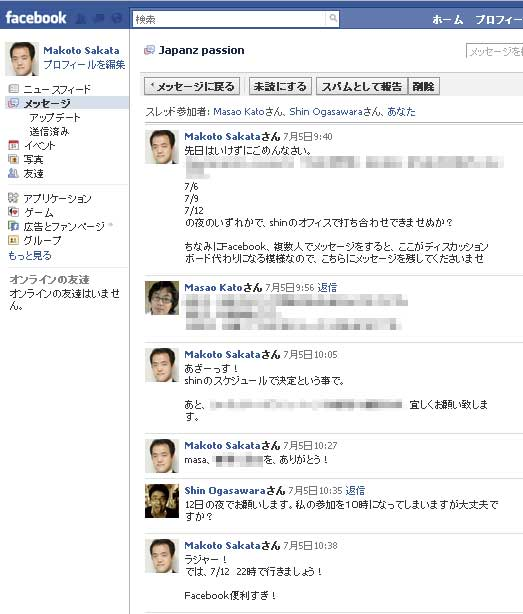 facebook
検索
ホーム プロフィー
Makoto Sakata
プロフィールを編集
Japanz passion
メッセージを
メッセージに戻る 未読にする スパムとして報告 削除
スレッド参加者: Masao Katoさん、Shin Ogasawaraさん、あなた
ニュースフィード
メッセージ
アップデート
送信済み
イベント
写真
友達
アプリケーション
ゲーム
広告とファンページ
グループ
もっと見る
オンラインの友達
オンラインの友達はいません。
Makoto Sakataさん 7月5日9:40
先日はいけずにごめんなさい。
7/6
7/9
7/12
の夜のいずれかで、shinのオフィスで打ち合わせできませぬか？
ちなみにFacebook、複数人でメッセージをすると、ここがディスカッション
ボード代わりになる模様なので、こちらにメッセージを残してくださいませ
Masao Katoさん 7月5日9:56 返信
Makoto Sakataさん 7月5日10:05
あざーっす！
shinのスケジュールで決定という事で。
あと、 宜しくお願い致しま
す。
Makoto Sakataさん 7月5日10:27
masa、 を、ありがとう！
Shin Ogasawaraさん 7月5日10:35 返信
12日の夜でお願いします。私の参加を１０時になってしまいますが大丈夫で
すか？
Makoto Sakataさん 7月5日10:38
ラジャー！
では、7/12 22時で行きましょう！
Facebook便利すぎ！